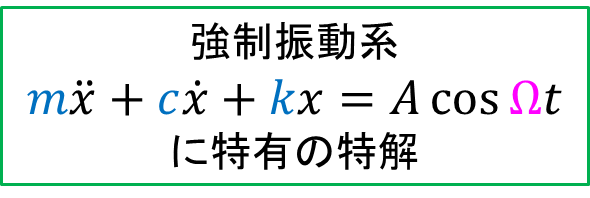 強制振動系
mẍ + cẋ + kx = A cos Ωt
に特有の特解